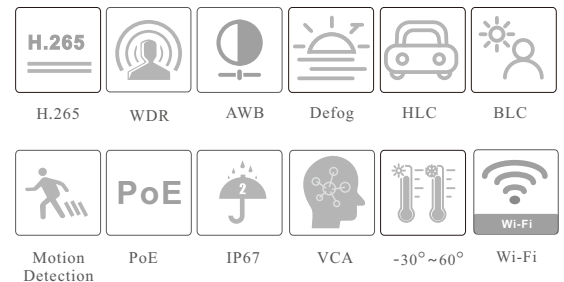 H.265
H.265
WDR
AWB
Defog
HLC
BLC
PoE
2
Wi-Fi
Motion
Detection
PoE
IP67
VCA
-30°~60°
Wi-Fi